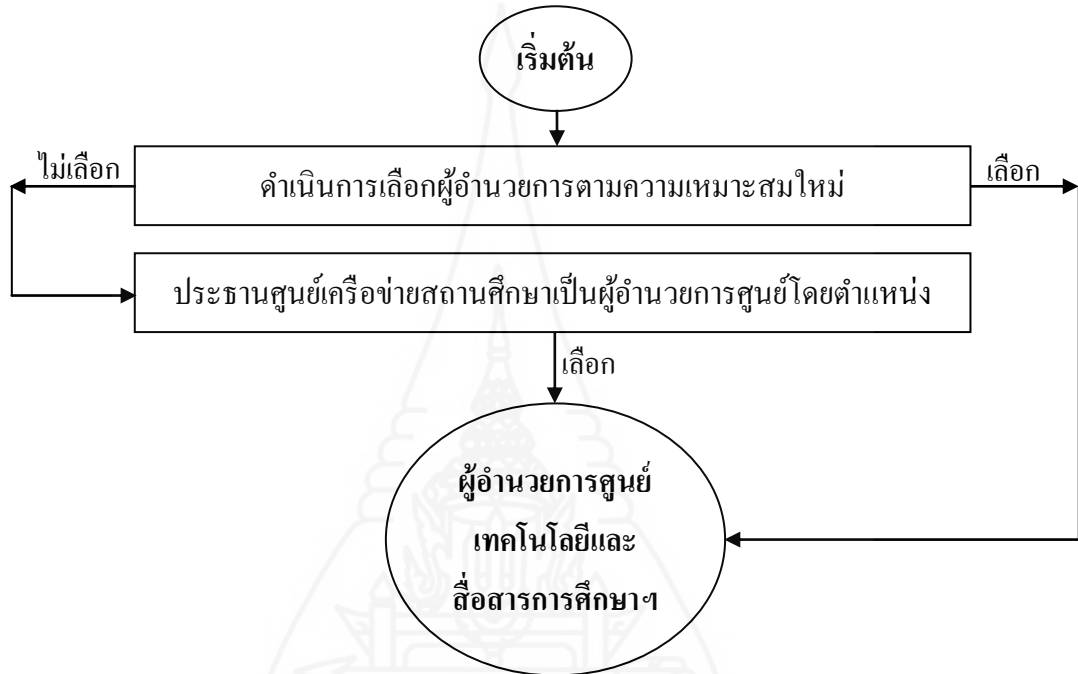 เริ่มต้น
ไม่เลือก
ดำเนินการเลือกผู้อำนวยการตามความเหมาะสมใหม่
เลือก
ประธานศูนย์เครือข่ายสถานศึกษาเป็นผู้อำนวยการศูนย์โดยตำแหน่ง
เลือก
ผู้อำนวยการศูนย์
เทคโนโลยีและ
สื่อสารการศึกษาฯ